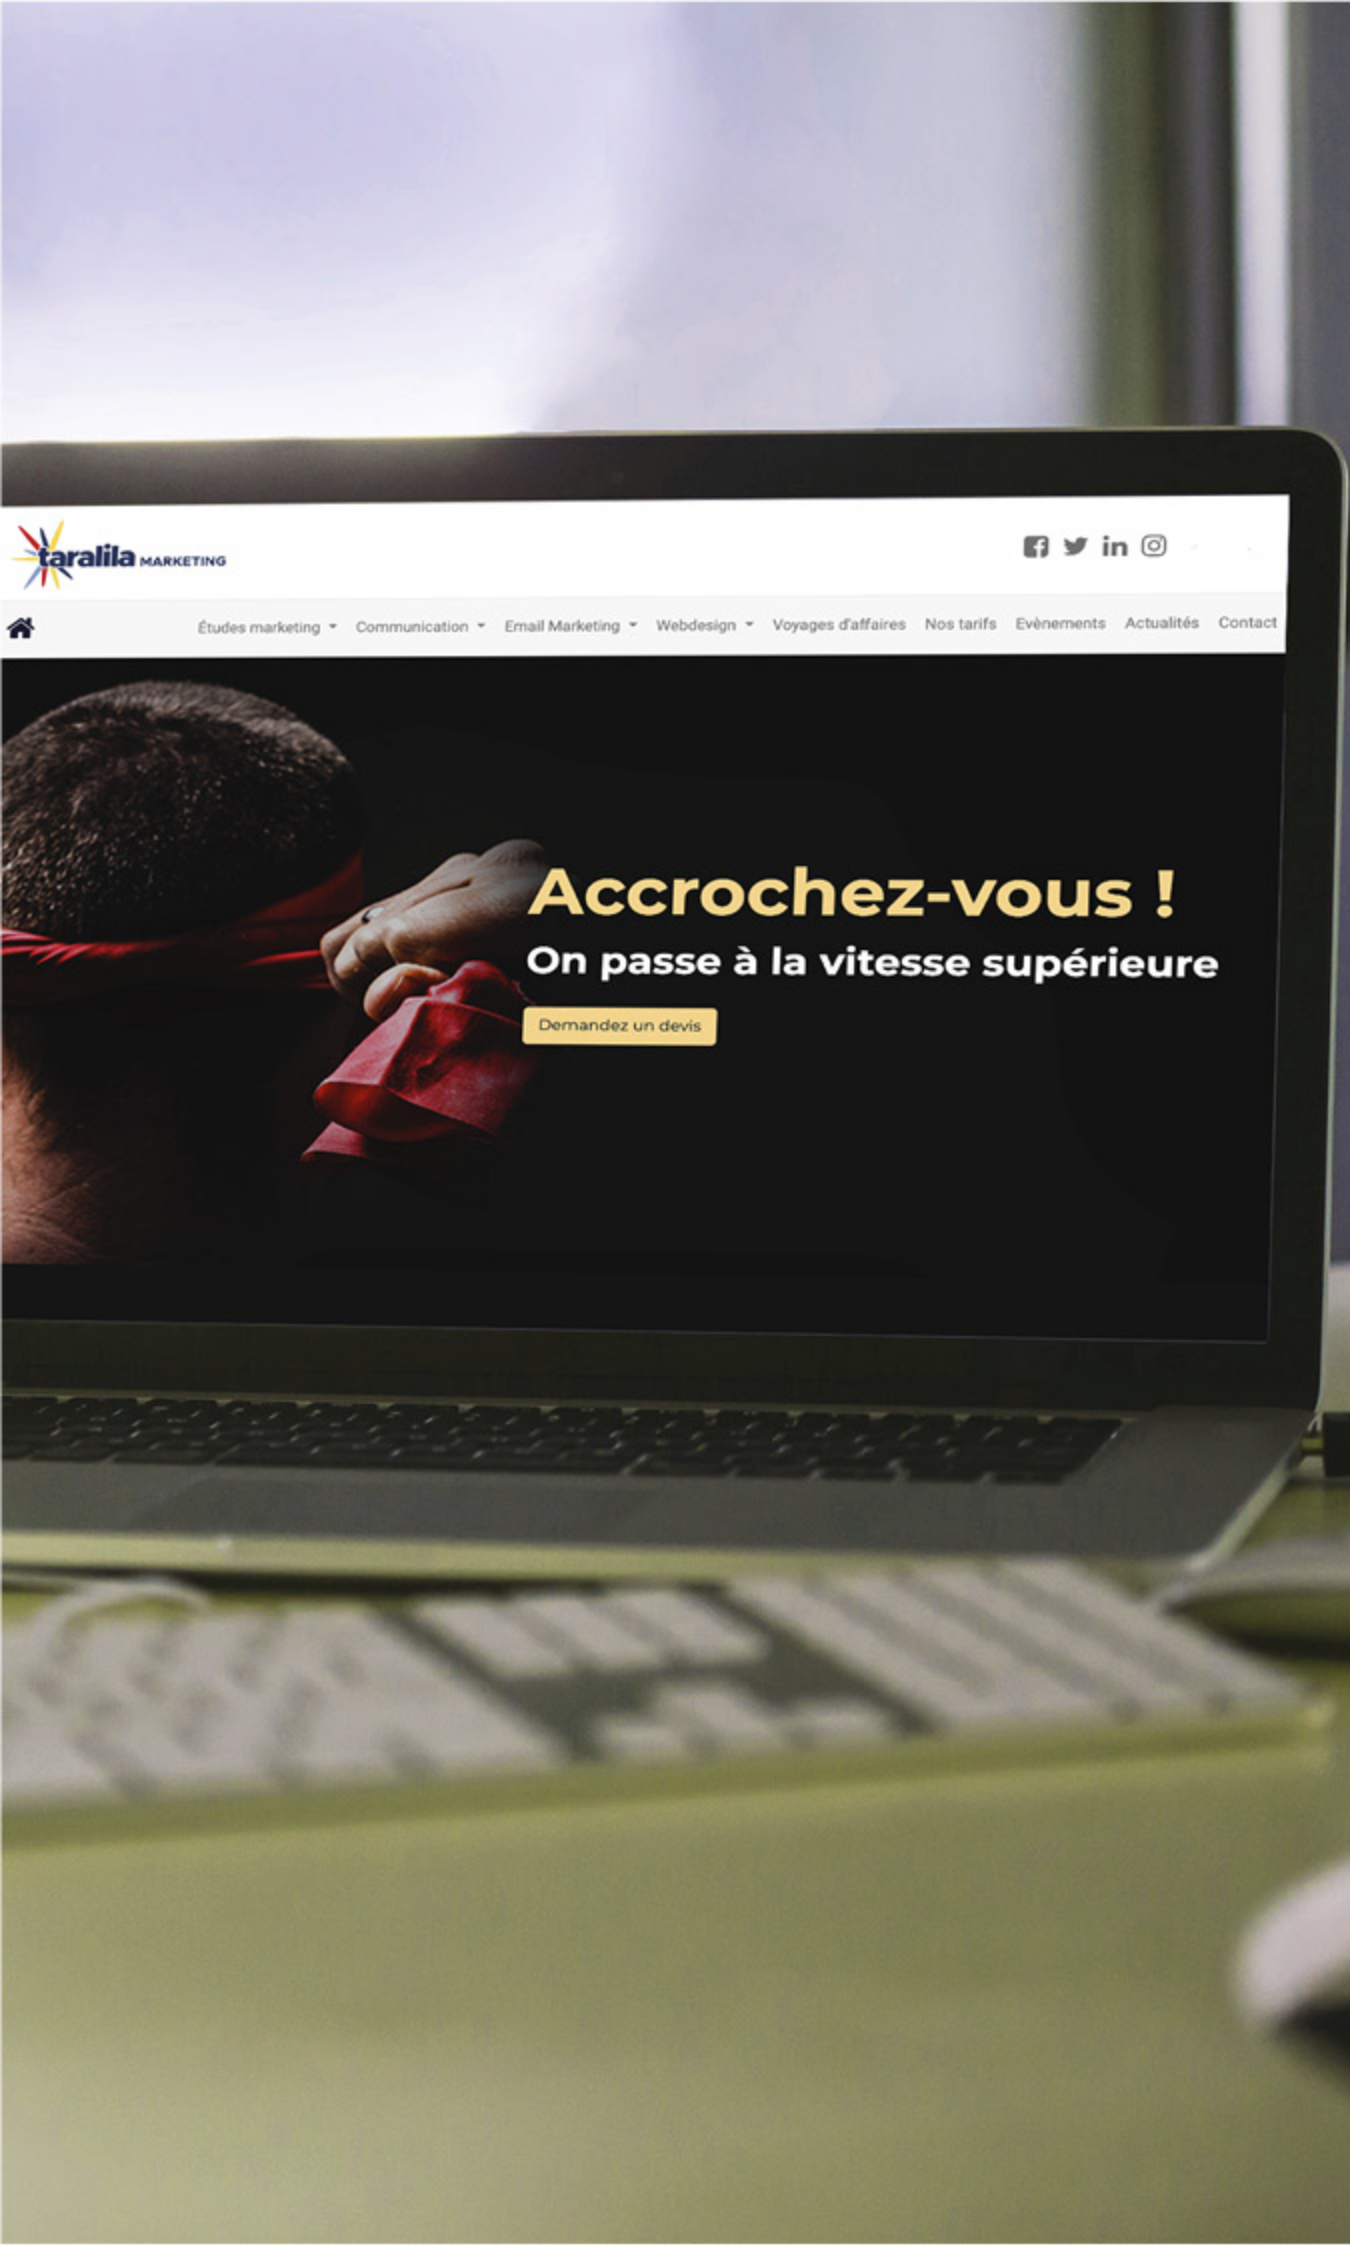 taralila MARKETING
Études marketing Communication Email Marketing Webdesign Voyages d'affaires Nos tarifs Evènements Actualités Contact
Accrochez-vous !
On passe à la vitesse supérieure
Demandez un devis